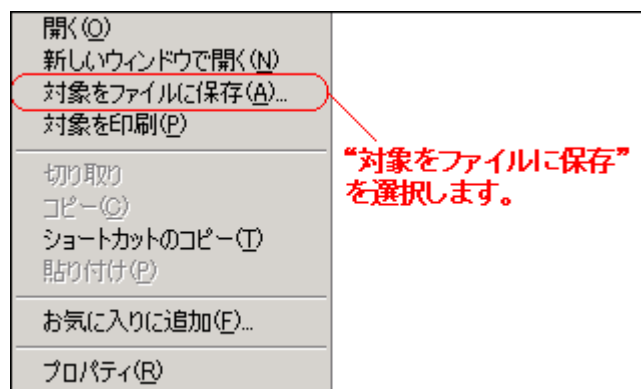 開く(O)
新しいウィンドウで開く(N)
対象をファイルに保存(A)...
対象を印刷(P)
切り取り
コピー(C)
ショートカットのコピー(T)
貼り付け(P)
お気に入りに追加(F)...
プロパティ(R)
“対象をファイルに保存”
を選択します。